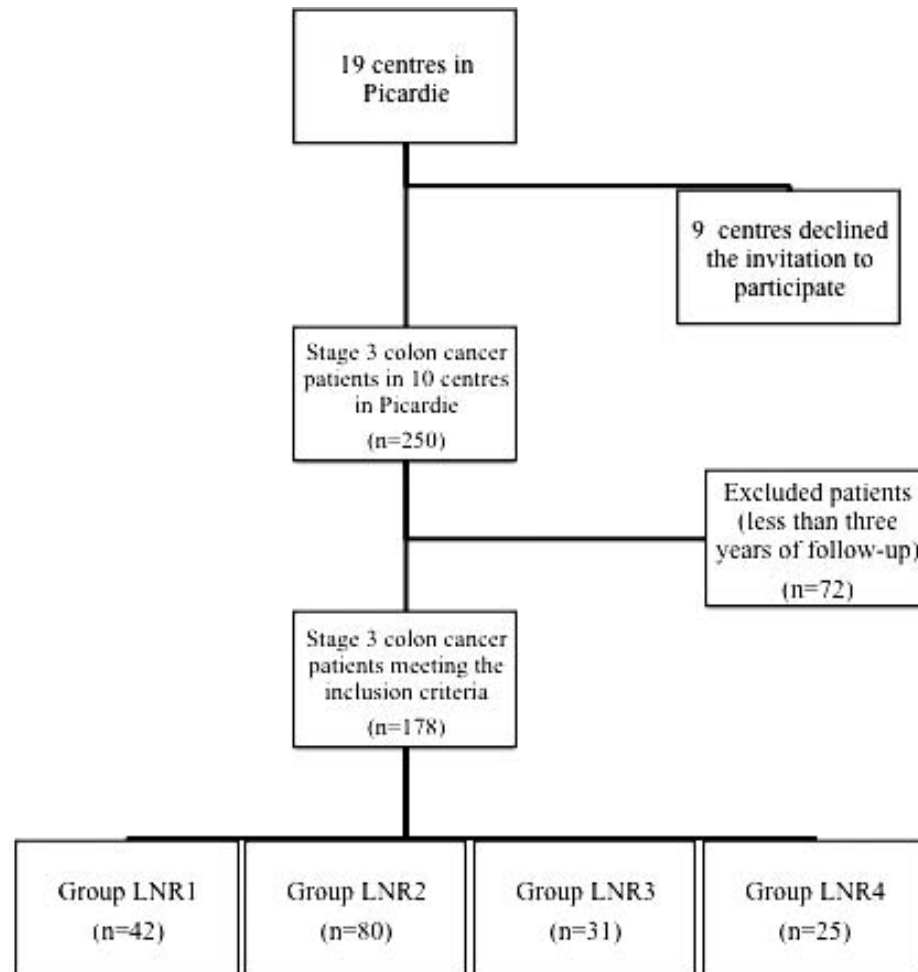 19 centres in
Picardie
9 centres declined
the invitation to
participate
Stage 3 colon cancer
patients in 10 centres
in Picardie
(n=250)
Excluded patients
(less than three
years of follow-up)
(n=72)
Stage 3 colon cancer
patients meeting the
inclusion criteria
(n=178)
Group LNR1
(n=42)
Group LNR2
(n=80)
Group LNR3
(n=31)
Group LNR4
(n=25)